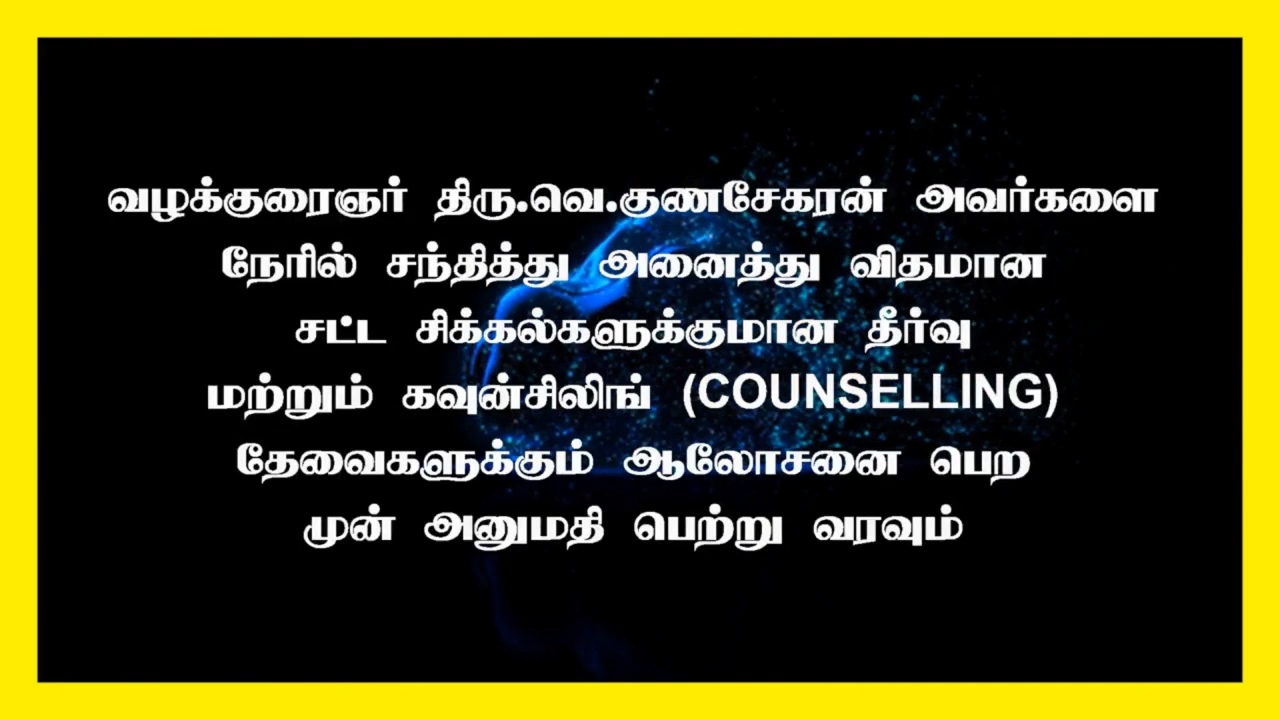 வழக்குரைஞர் திரு.வெ.குணசேகரன் அவர்களை
நேரில் சந்தித்து அனைத்து விதமான
சட்ட சிக்கல்களுக்குமான தீர்வு
மற்றும் கவுன்சிலிங் (COUNSELLING)
தேவைகளுக்கும் ஆலோசனை பெற
முன் அனுமதி பெற்று வரவும்